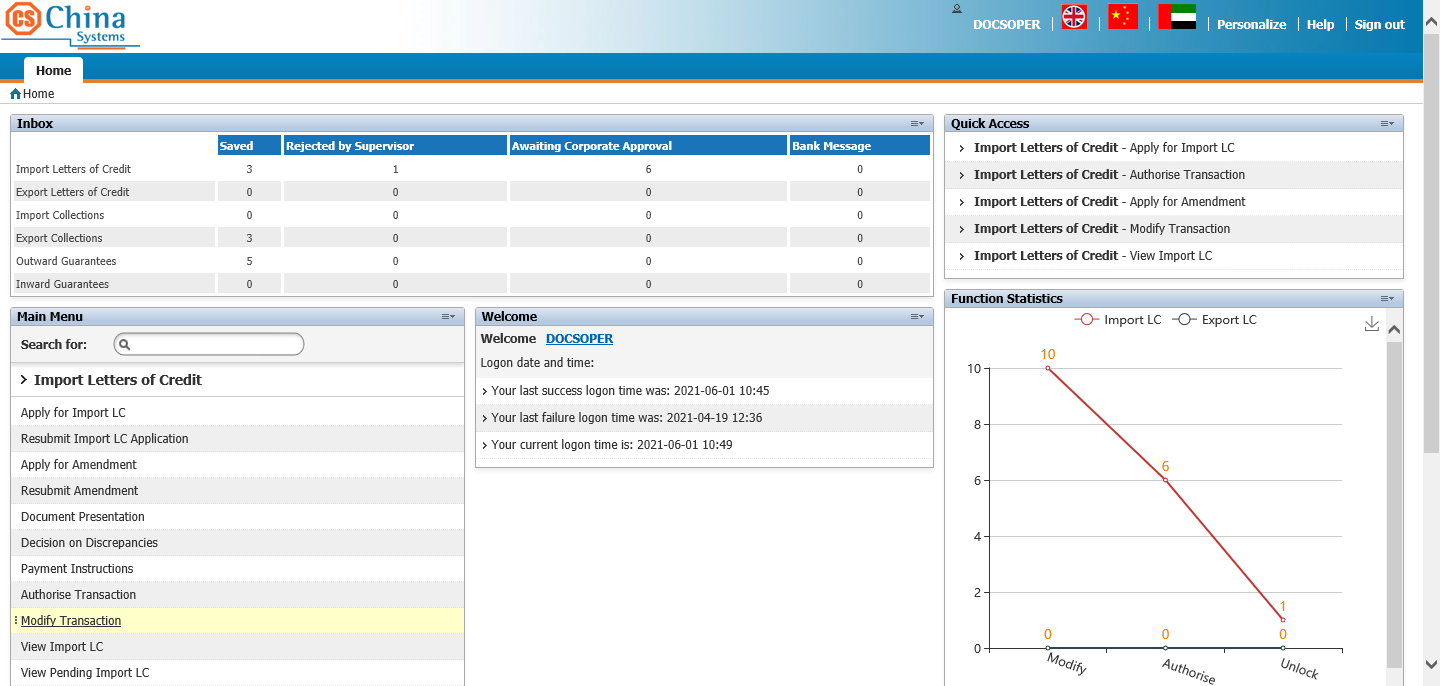 CS China
Systems
DOCSOPER Personalize Help Sign out
Home
Home
Inbox
Saved Rejected by Supervisor Awaiting Corporate Approval Bank Message
Import Letters of Credit 3 1 6 0
Export Letters of Credit 0 0 0 0
Import Collections 0 0 0 0
Export Collections 3 0 0 0
Outward Guarantees 5 0 0 0
Inward Guarantees 0 0 0 0
Quick Access
Import Letters of Credit - Apply for Import LC
Import Letters of Credit - Authorise Transaction
Import Letters of Credit - Apply for Amendment
Import Letters of Credit - Modify Transaction
Import Letters of Credit - View Import LC
Main Menu
Search for:
Import Letters of Credit
Apply for Import LC
Resubmit Import LC Application
Apply for Amendment
Resubmit Amendment
Document Presentation
Decision on Discrepancies
Payment Instructions
Authorise Transaction
Modify Transaction
View Import LC
View Pending Import LC
Welcome
Welcome DOCSOPER
Logon date and time:
Your last success logon time was: 2021-06-01 10:45
Your last failure logon time was: 2021-04-19 12:36
Your current logon time is: 2021-06-01 10:49
Function Statistics
Import LC Export LC
10
10
8
6
6
4
2
1
0 0 0
0
Modify Authorise Unlock